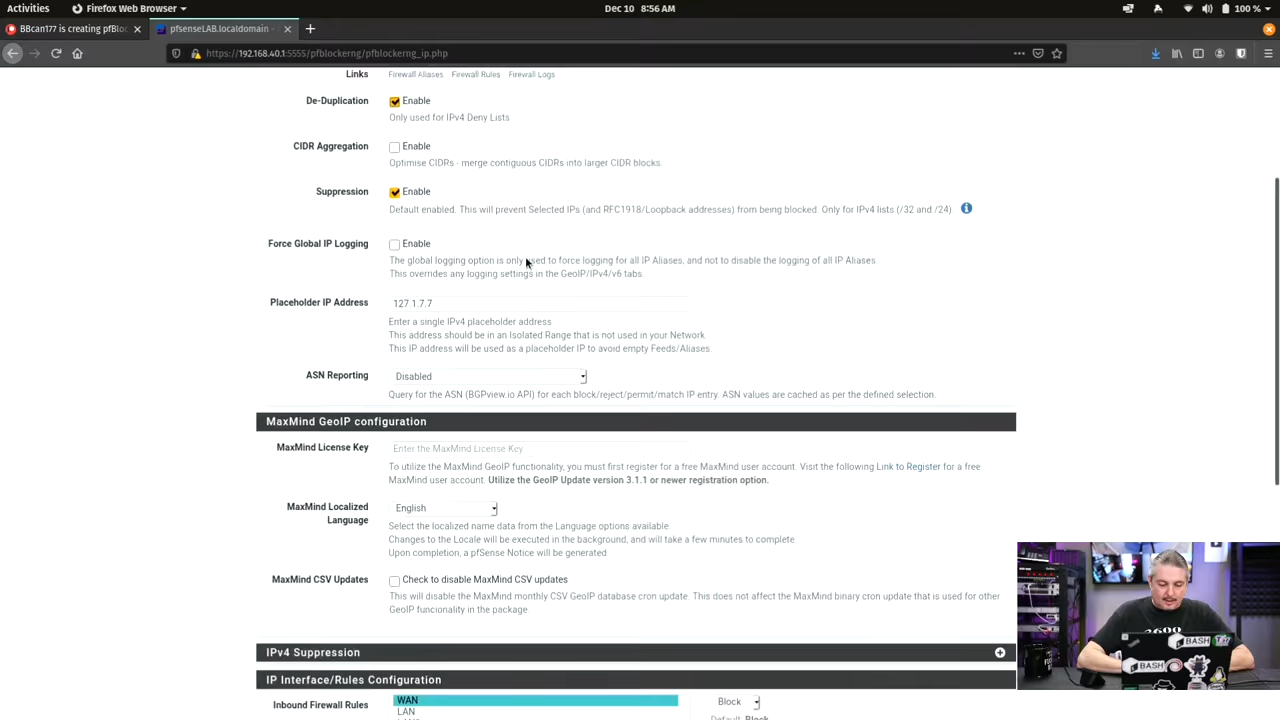 Activities
Firefox Web Browser
Dec 10 8:56 AM
100 %
BBcan177 is creating pfBloc
pfsenseLAB.localdomain -
https://192.168.40.1:5555/pfblockerng/pfblockerng_ip.php
Links
Firewall Aliases Firewall Rules Firewall Logs
De-Duplication
Enable
Only used for IPv4 Deny Lists
CIDR Aggregation
Enable
Optimise CIDRs - merge contiguous CIDRs into larger CIDR blocks.
Suppression
Enable
Default enabled. This will prevent Selected IPs (and RFC1918/Loopback addresses) from being blocked. Only for IPv4 lists (/32 and /24)
Force Global IP Logging
Enable
The global logging option is only used to force logging for all IP Aliases, and not to disable the logging of all IP Aliases
This overrides any logging settings in the GeoIP/IPv4/v6 tabs.
Placeholder IP Address
127 1.7.7
Enter a single IPv4 placeholder address
This address should be in an Isolated Range that is not used in your Network.
This IP address will be used as a placeholder IP to avoid empty Feeds/Aliases.
ASN Reporting
Disabled
Query for the ASN (BGPview.io API) for each block/reject/permit/match IP entry. ASN values are cached as per the defined selection.
MaxMind GeoIP configuration
MaxMind License Key
Enter the MaxMind License Key
To utilize the MaxMind GeoIP functionality, you must first register for a free MaxMind user account. Visit the following Link to Register for a free
MaxMind user account. Utilize the GeoIP Update version 3.1.1 or newer registration option.
MaxMind Localized
Language
English
Select the localized name data from the Language options available
Changes to the Locale will be executed in the background, and will take a few minutes to complete
Upon completion, a pfSense Notice will be generated
MaxMind CSV Updates
Check to disable MaxMind CSV updates
This will disable the MaxMind monthly CSV GeoIP database cron update. This does not affect the MaxMind binary cron update that is used for other
GeoIP funcionality in the package.
IPv4 Suppression
IP Interface/Rules Configuration
Inbound Firewall Rules
WAN
LAN
Block
Default: Block
2600
BASH
BASH